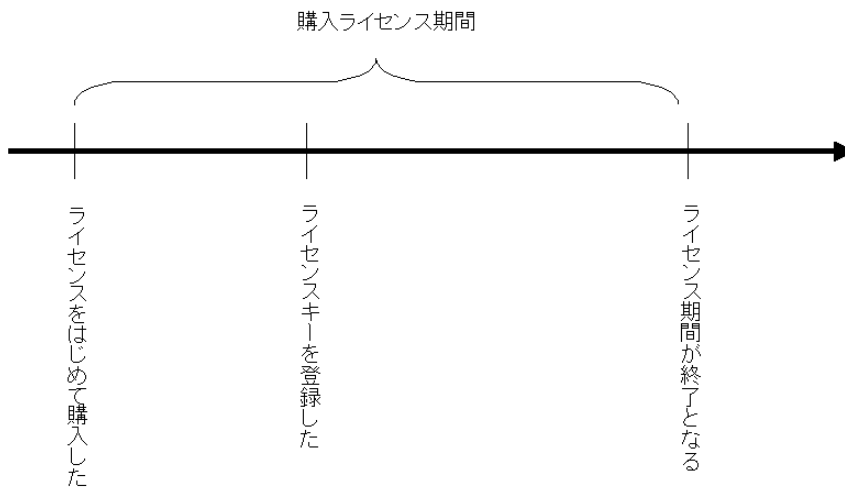 購入ライセンス期間
ライセンスをはじめて購入した
ライセンスキーを登録した
ライセンス期間が終了となる